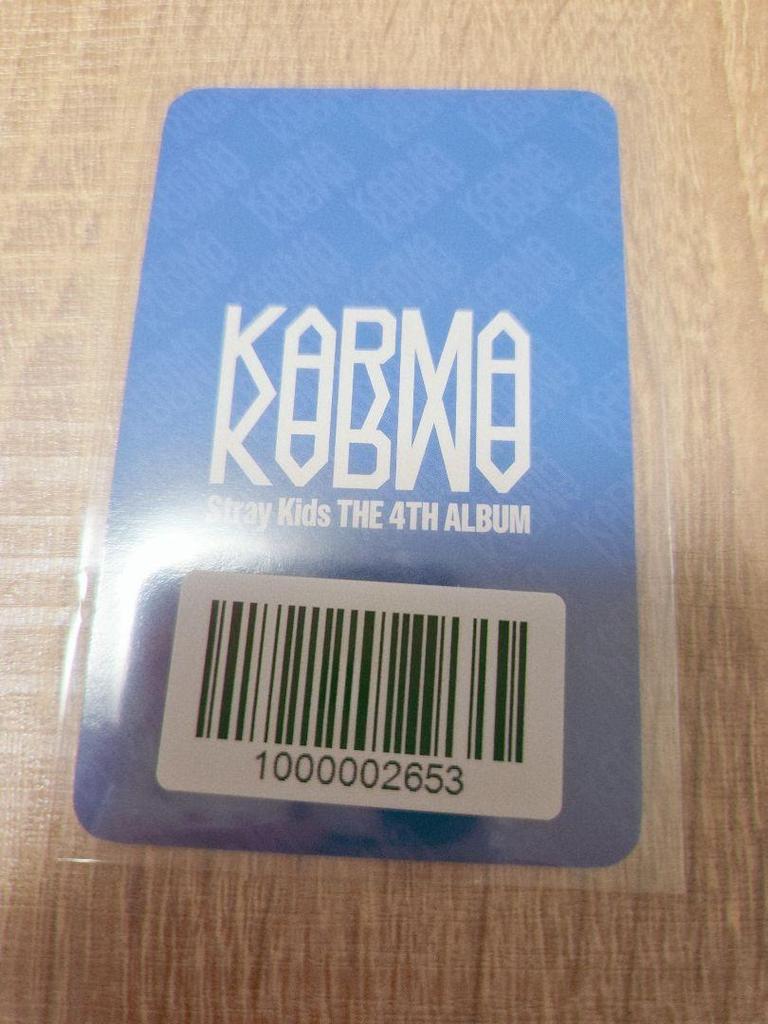 KARMA
Stray Kids THE 4TH ALBUM
1000002653